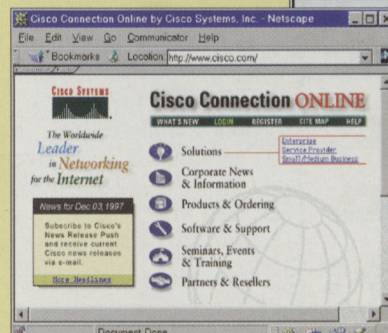 Cisco Connection Online by Cisco Systems, Inc. - Netscape
File Edit View Go Communicator Help
Bookmarks Location: http://www.cisco.com/
CISCO SYSTEMS
The Worldwide
Leader
in Networking
for the Internet
News for Dec 03, 1997
Subscribe to Cisco's
News Release Push
and receive current
Cisco news releases
via e-mail.
More Headlines
Cisco Connection ONLINE
WHAT'S NEW LOGIN REGISTER SITE MAP HELP
Solutions
Enterprise
Service Provider
Small/Medium Business
Corporate News
& Information
Products & Ordering
Software & Support
Seminars, Events
& Training
Partners & Resellers
Document Done